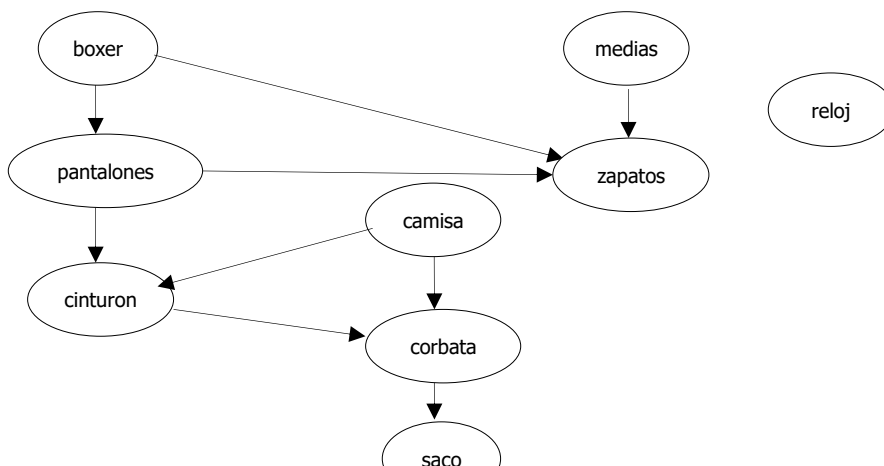 boxer
medias
reloj
pantalones
zapatos
camisa
cinturon
corbata
saco